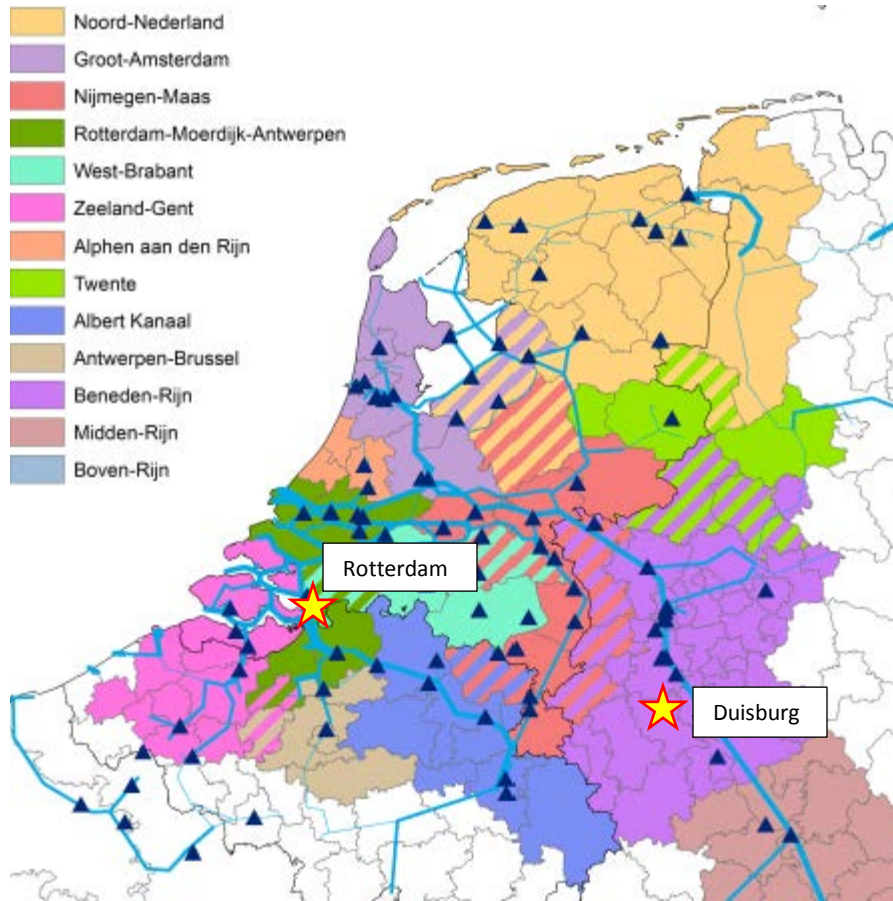 Noord-Nederland
Groot-Amsterdam
Nijmegen-Maas
Rotterdam-Moerdijk-Antwerpen
West-Brabant
Zeeland-Gent
Alphen aan den Rijn
Twente
Albert Kanaal
Antwerpen-Brussel
Beneden-Rijn
Midden-Rijn
Boven-Rijn
Rotterdam
Duisburg